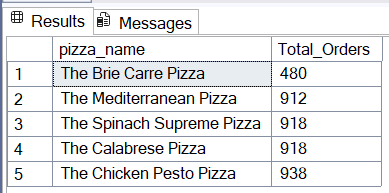 Results Messages
pizza_name Total_Orders
1 The Brie Carre Pizza 480
2 The Mediterranean Pizza 912
3 The Spinach Supreme Pizza 918
4 The Calabrese Pizza 918
5 The Chicken Pesto Pizza 938